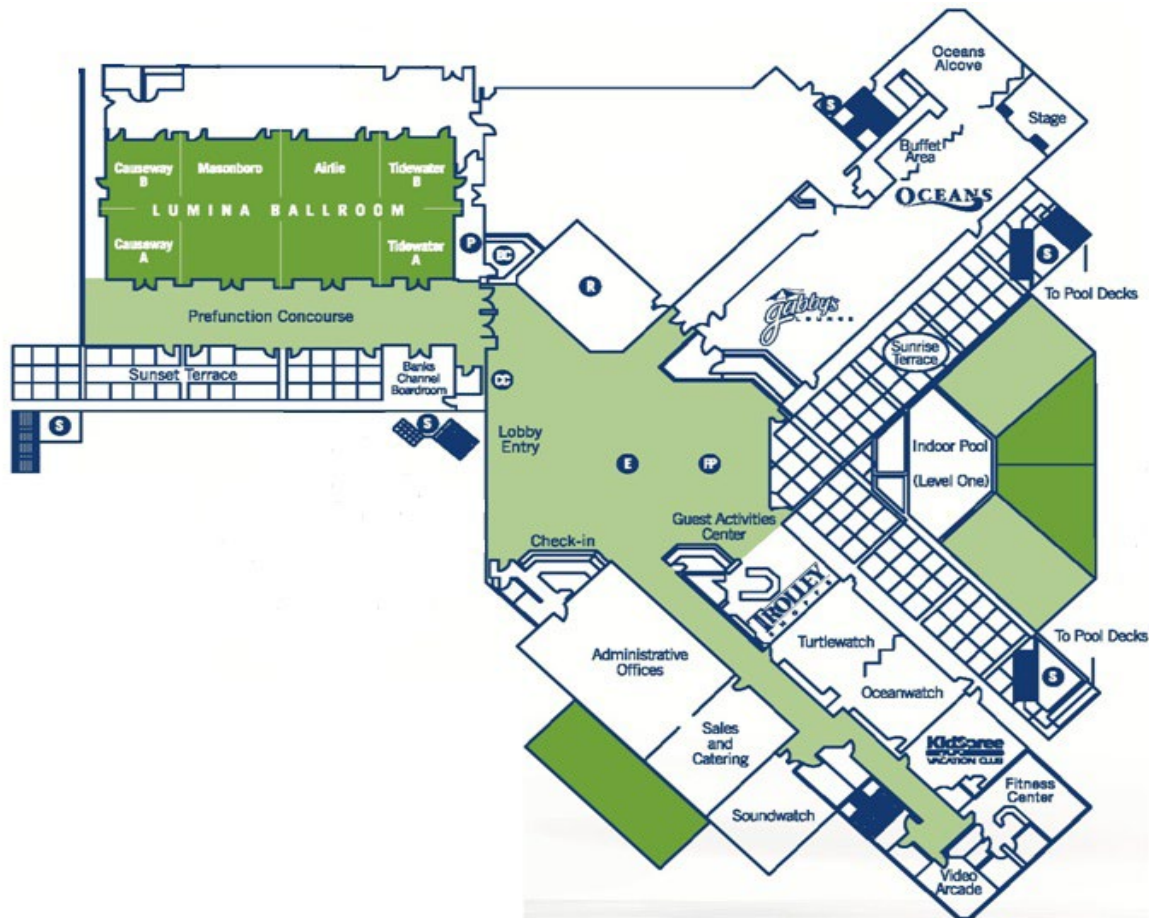 Oceans
Alcove
S
Stage
Buffet
Area
OCEANS
Causeway
B
Masonboro
Airlie
Tidewater
B
LUMINA BALLROOM
Causeway
A
Tidewater
A
P
BC
R
S
To Pool Decks
gabbys
LOUNGE
Prefunction Concourse
Sunrise
Terrace
Sunset Terrace
Banks
Channel
Boardroom
S
S
Lobby
Entry
E
FP
Indoor Pool
(Level One)
Guest Activities
Center
Check-in
TROLLEY
SHOPPE
Turtlewatch
To Pool Decks
S
Administrative
Offices
Oceanwatch
Sales
and
Catering
VACATION CLUB
Fitness
Center
Soundwatch
Video
Arcade